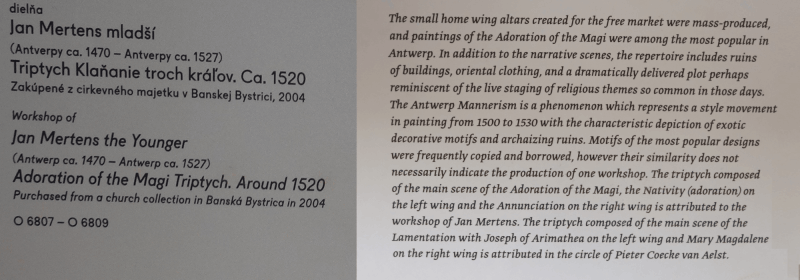 dielňa
Jan Mertens mladší
(Antverpy ca. 1470 – Antverpy ca. 1527)
Triptych Klaňanie troch kráľov. Ca. 1520
Zakúpené z cirkevného majetku v Banskej Bystrici, 2004
Workshop of
Jan Mertens the Younger
(Antwerp ca. 1470 – Antwerp ca. 1527)
Adoration of the Magi Triptych. Around 1520
Purchased from a church collection in Banská Bystrica in 2004
O 6807 – O 6809
The small home wing altars created for the free market were mass-produced,
and paintings of the Adoration of the Magi were among the most popular in
Antwerp. In addition to the narrative scenes, the repertoire includes ruins
of buildings, oriental clothing, and a dramatically delivered plot perhaps
reminiscent of the live staging of religious themes so common in those days.
The Antwerp Mannerism is a phenomenon which represents a style movement
in painting from 1500 to 1530 with the characteristic depiction of exotic
decorative motifs and archaizing ruins. Motifs of the most popular designs
were frequently copied and borrowed, however their similarity does not
necessarily indicate the production of one workshop. The triptych composed
of the main scene of the Adoration of the Magi, the Nativity (adoration) on
the left wing and the Annunciation on the right wing is attributed to the
workshop of Jan Mertens. The triptych composed of the main scene of the
Lamentation with Joseph of Arimathea on the left wing and Mary Magdalene
on the right wing is attributed in the circle of Pieter Coecke van Aelst.